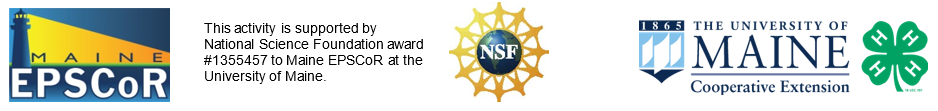 MAINE
EPSCoR
This activity is supported by
National Science Foundation award
#1355457 to Maine EPSCoR at the
University of Maine.
NSF
1865
THE UNIVERSITY OF
MAINE
Cooperative Extension
H H
H H